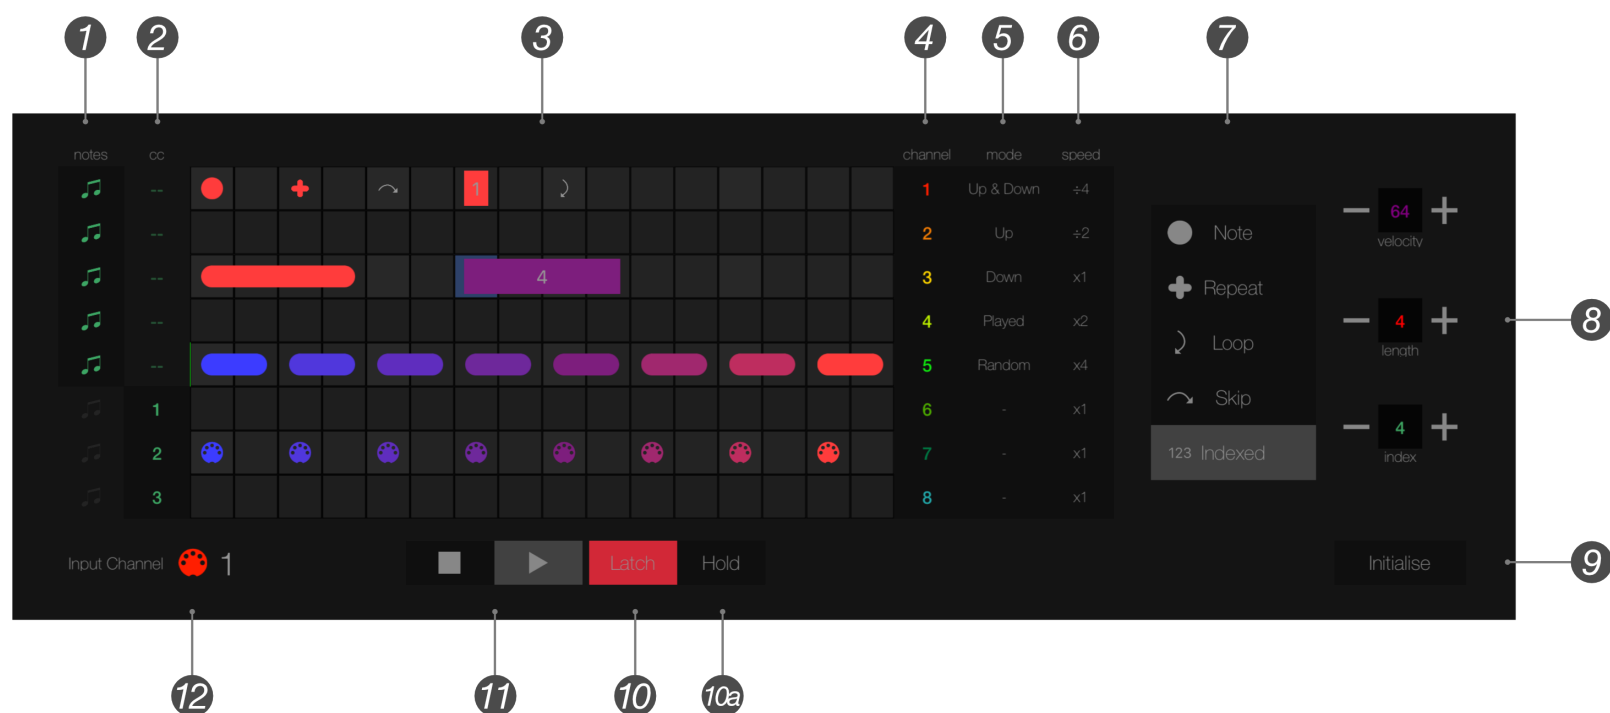 1 2 3 4 5 6 7
notes cc channel mode speed
-- 1 1 Up & Down ÷4
-- 2 Up ÷2 Note
-- 4 3 Down x1 Repeat
-- 4 Played x2 Loop
-- 5 Random x4 Skip
1 6 - x1
2 7 - x1 123 Indexed
3 8 - x1
64
velocity
4
length
8
4
index
Input Channel 1 Latch Hold Initialise 9
12 11 10 10a